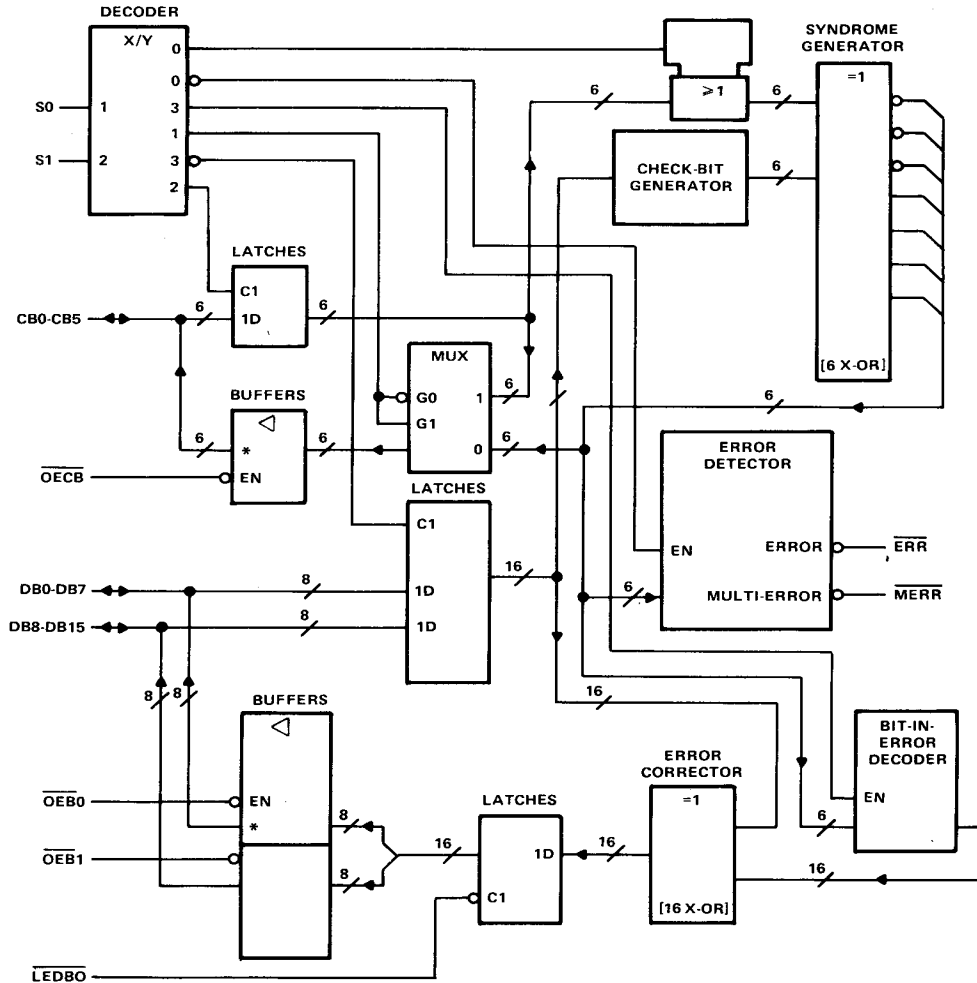 DECODER
X/Y
0
0
3
1
3
2
S0
1
S1
2
SYNDROME
GENERATOR
=1
[6 X-OR]
6
≥1
6
CHECK-BIT
GENERATOR
6
LATCHES
C1
1D
CB0-CB5
6
6
MUX
G0
G1
1
0
6
6
6
BUFFERS
*
EN
6
6
OECB
ERROR
DETECTOR
EN
ERROR
MULTI-ERROR
ERR
MERR
6
LATCHES
C1
1D
1D
16
DB0-DB7
8
DB8-DB15
8
8
8
BUFFERS
EN
*
OEB0
OEB1
8
8
16
LATCHES
1D
C1
16
16
ERROR
CORRECTOR
=1
[16 X-OR]
BIT-IN-
ERROR
DECODER
EN
6
16
LEDBO